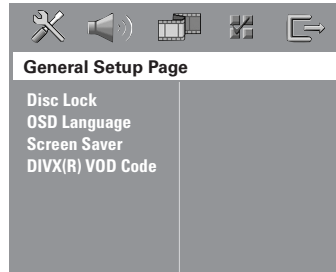 General Setup Page
Disc Lock
OSD Language
Screen Saver
DIVX(R) VOD Code